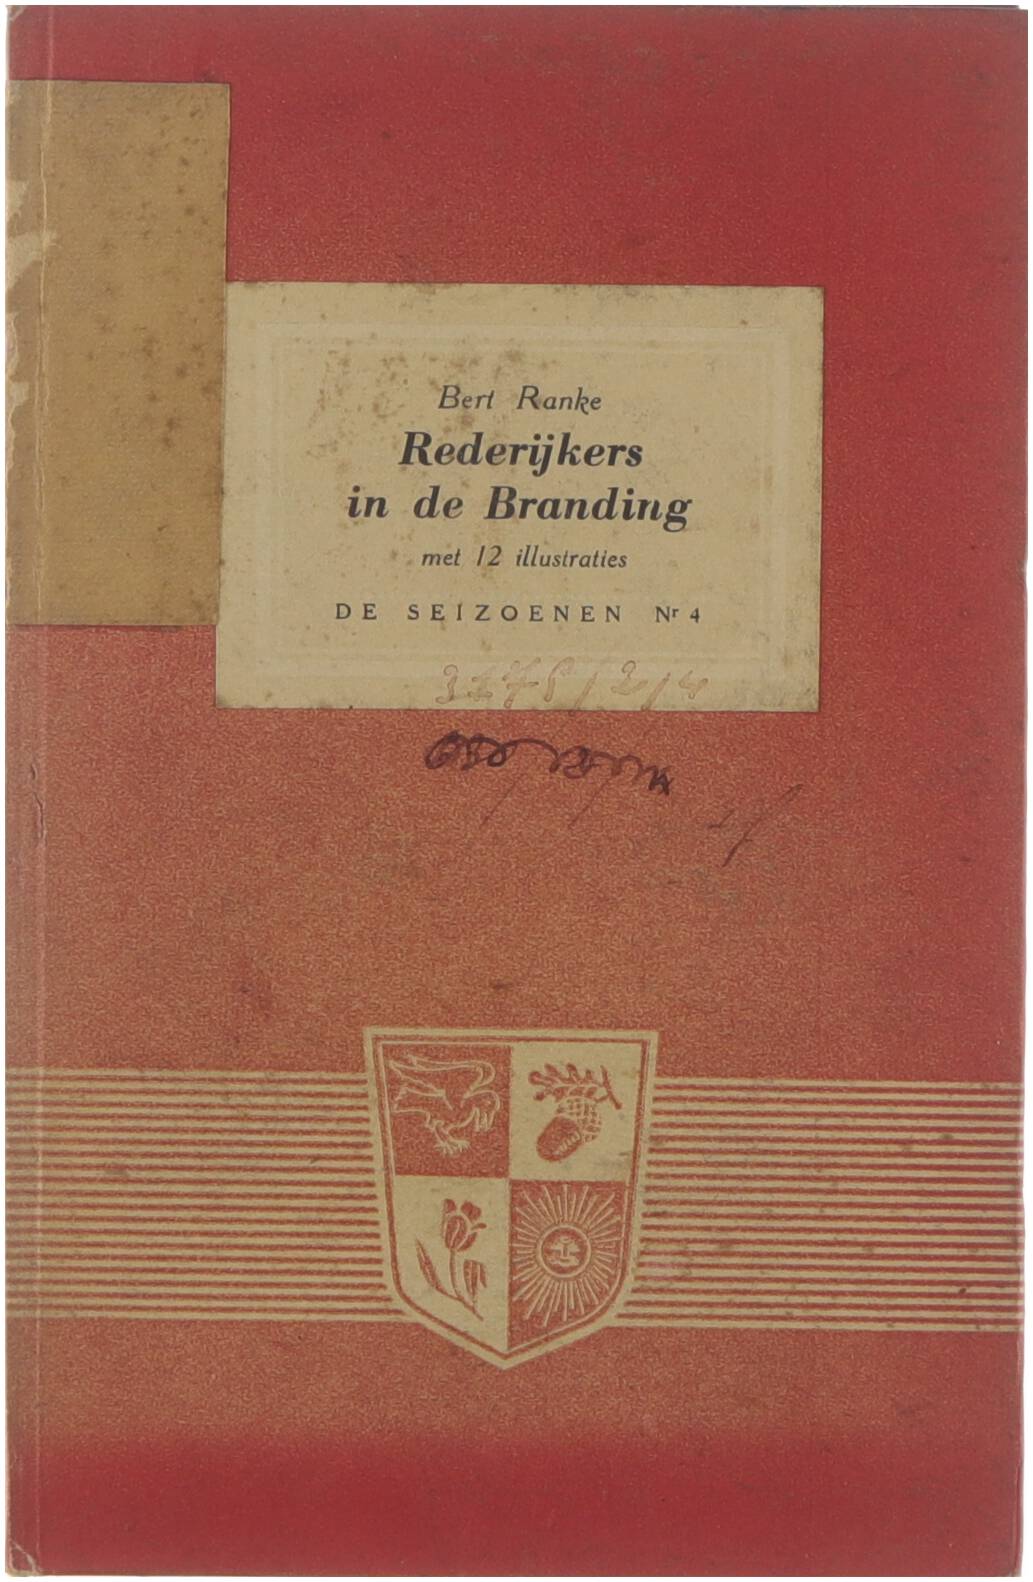 Bert Ranke
Rederijkers
in de Branding
met 12 illustraties
DE SEIZOENEN Nr 4